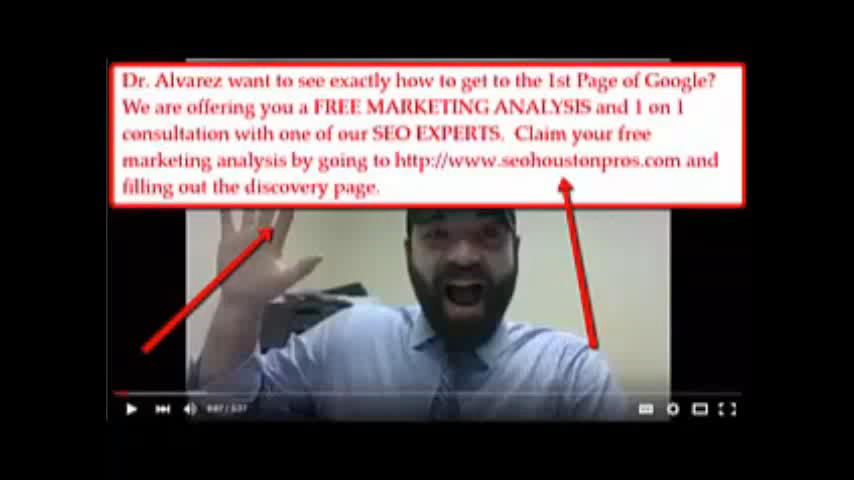 Dr. Alvarez want to see exactly how to get to the 1st Page of Google?
We are offering you a FREE MARKETING ANALYSIS and 1 on 1
consultation with one of our SEO EXPERTS.  Claim your free
marketing analysis by going to http://www.seohoustonpros.com and
filling out the discovery page.